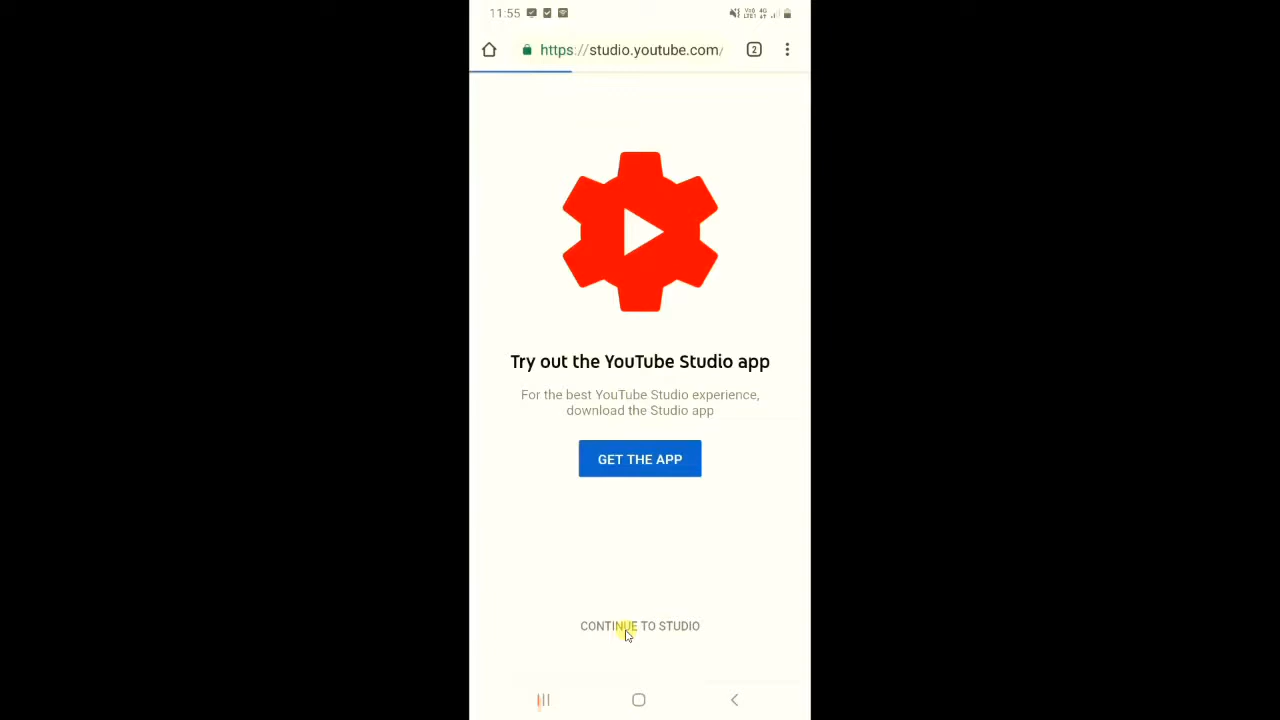 11:55
https://studio.youtube.com/
2
Try out the YouTube Studio app
For the best YouTube Studio experience,
download the Studio app
GET THE APP
CONTINUE TO STUDIO